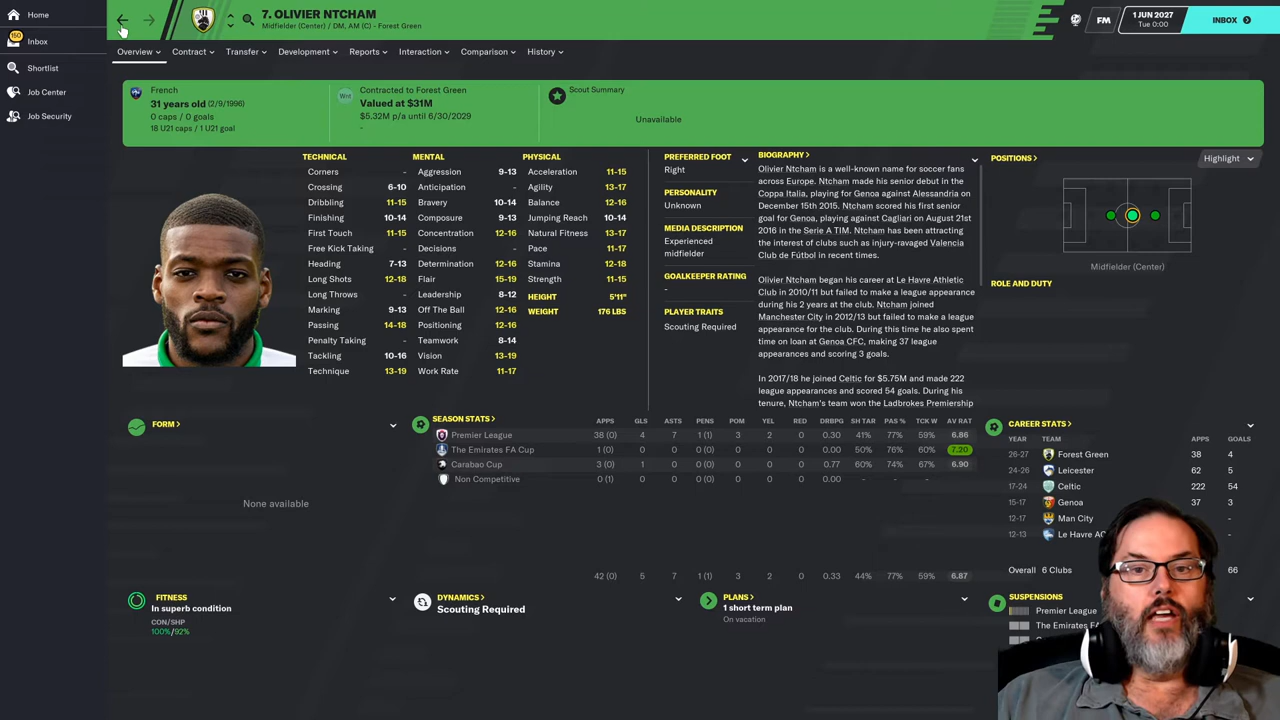 Home
150
Inbox
Shortlist
Job Center
Job Security
7. OLIVIER NTCHAM
Midfielder (Center) / DM, AM (C) - Forest Green
FM
1 JUN 2027
Tue 0:00
INBOX
Overview
Contract
Transfer
Development
Reports
Interaction
Comparison
History
French
31 years old (2/9/1996)
0 caps / 0 goals
18 U21 caps / 1 U21 goal
Wnt
Contracted to Forest Green
Valued at $31M
$5.32M p/a until 6/30/2029
-
Scout Summary
Unavailable
TECHNICAL
Corners -
Crossing 6-10
Dribbling 11-15
Finishing 10-14
First Touch 11-15
Free Kick Taking -
Heading 7-13
Long Shots 12-18
Long Throws -
Marking 9-13
Passing 14-18
Penalty Taking -
Tackling 10-16
Technique 13-19
MENTAL
Aggression 9-13
Anticipation -
Bravery 10-14
Composure 9-13
Concentration 12-16
Decisions -
Determination 12-16
Flair 15-19
Leadership 8-12
Off The Ball 12-16
Positioning 12-16
Teamwork 8-14
Vision 13-19
Work Rate 11-17
PHYSICAL
Acceleration 11-15
Agility 13-17
Balance 12-16
Jumping Reach 10-14
Natural Fitness 13-17
Pace 11-17
Stamina 12-18
Strength 11-15
HEIGHT 5'11"
WEIGHT 176 LBS
PREFERRED FOOT
Right
PERSONALITY
Unknown
MEDIA DESCRIPTION
Experienced
midfielder
GOALKEEPER RATING
-
PLAYER TRAITS
Scouting Required
BIOGRAPHY
Olivier Ntcham is a well-known name for soccer fans
across Europe. Ntcham made his senior debut in the
Coppa Italia, playing for Genoa against Alessandria on
December 15th 2015. Ntcham scored his first senior
goal for Genoa, playing against Cagliari on August 21st
2016 in the Serie A TIM. Ntcham has been attracting
the interest of clubs such as injury-ravaged Valencia
Club de Fútbol in recent times.
Olivier Ntcham began his career at Le Havre Athletic
Club in 2010/11 but failed to make a league appearance
during his 2 years at the club. Ntcham joined
Manchester City in 2012/13 but failed to make a league
appearance for the club. During this time he also spent
time on loan at Genoa CFC, making 37 league
appearances and scoring 3 goals.
In 2017/18 he joined Celtic for $5.75M and made 222
league appearances and scored 54 goals. During his
tenure, Ntcham's team won the Ladbrokes Premiership
POSITIONS
Highlight
Midfielder (Center)
ROLE AND DUTY
FORM
None available
SEASON STATS APPS GLS ASTS PENS POM YEL RED DRBPG SH TAR PAS % TCK W AV RAT
Premier League 38 (0) 4 7 1 (1) 3 2 0 0.30 41% 77% 59% 6.86
The Emirates FA Cup 1 (0) 0 0 0 (0) 0 0 0 0.00 50% 76% 60% 7.20
Carabao Cup 3 (0) 1 0 0 (0) 0 0 0 0.77 60% 74% 67% 6.90
Non Competitive 0 (1) 0 0 0 (0) 0 0 0 0.00 - - - -
42 (0) 5 7 1 (1) 3 2 0 0.33 44% 77% 59% 6.87
CAREER STATS
YEAR TEAM APPS GOALS
26-27 Forest Green 38 4
24-26 Leicester 62 5
17-24 Celtic 222 54
15-17 Genoa 37 3
12-17 Man City - -
12-13 Le Havre AC -
Overall 6 Clubs 66
FITNESS
In superb condition
CON/SHP
100%/92%
DYNAMICS
Scouting Required
PLANS
1 short term plan
On vacation
SUSPENSIONS
Premier League
The Emirates FA